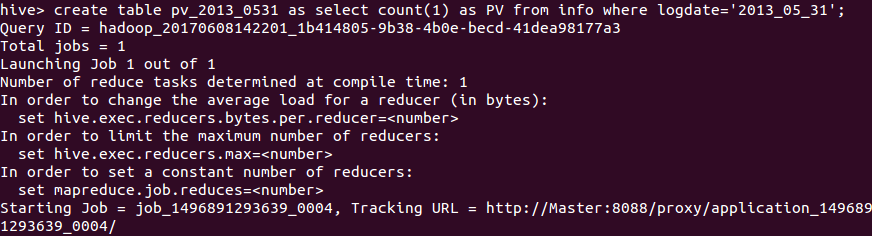 hive> create table pv_2013_0531 as select count(1) as PV from info where logdate='2013_05_31';
Query ID = hadoop_20170608142201_1b414805-9b38-4b0e-becd-41dea98177a3
Total jobs = 1
Launching Job 1 out of 1
Number of reduce tasks determined at compile time: 1
In order to change the average load for a reducer (in bytes):
  set hive.exec.reducers.bytes.per.reducer=<number>
In order to limit the maximum number of reducers:
  set hive.exec.reducers.max=<number>
In order to set a constant number of reducers:
  set mapreduce.job.reduces=<number>
Starting Job = job_1496891293639_0004, Tracking URL = http://Master:8088/proxy/application_149689
1293639_0004/